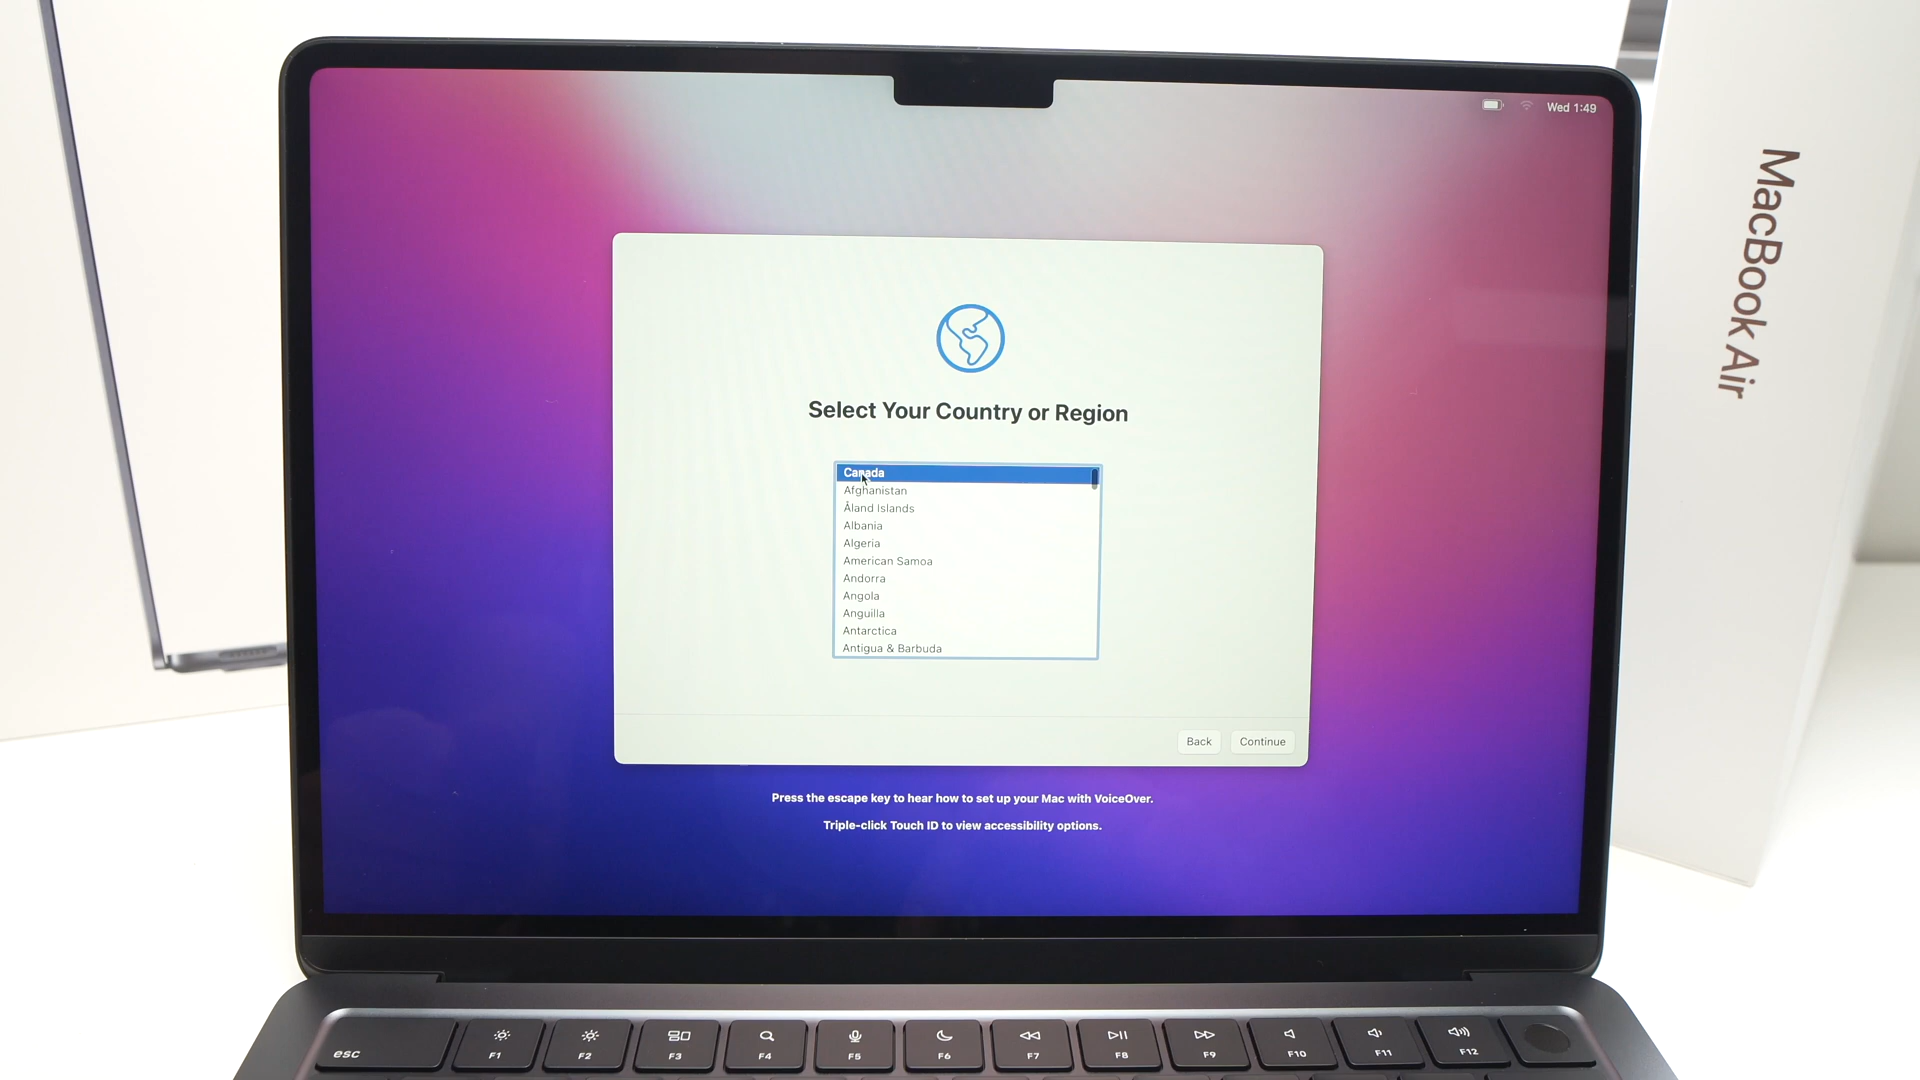 Wed 1:49
MacBook Air
Select Your Country or Region
Canada
Afghanistan
Åland Islands
Albania
Algeria
American Samoa
Andorra
Angola
Anguilla
Antarctica
Antigua & Barbuda
Back
Continue
Press the escape key to hear how to set up your Mac with VoiceOver.
Triple-click Touch ID to view accessibility options.
esc
F1
F2
F3
F4
F5
F6
F7
F8
F9
F10
F11
F12